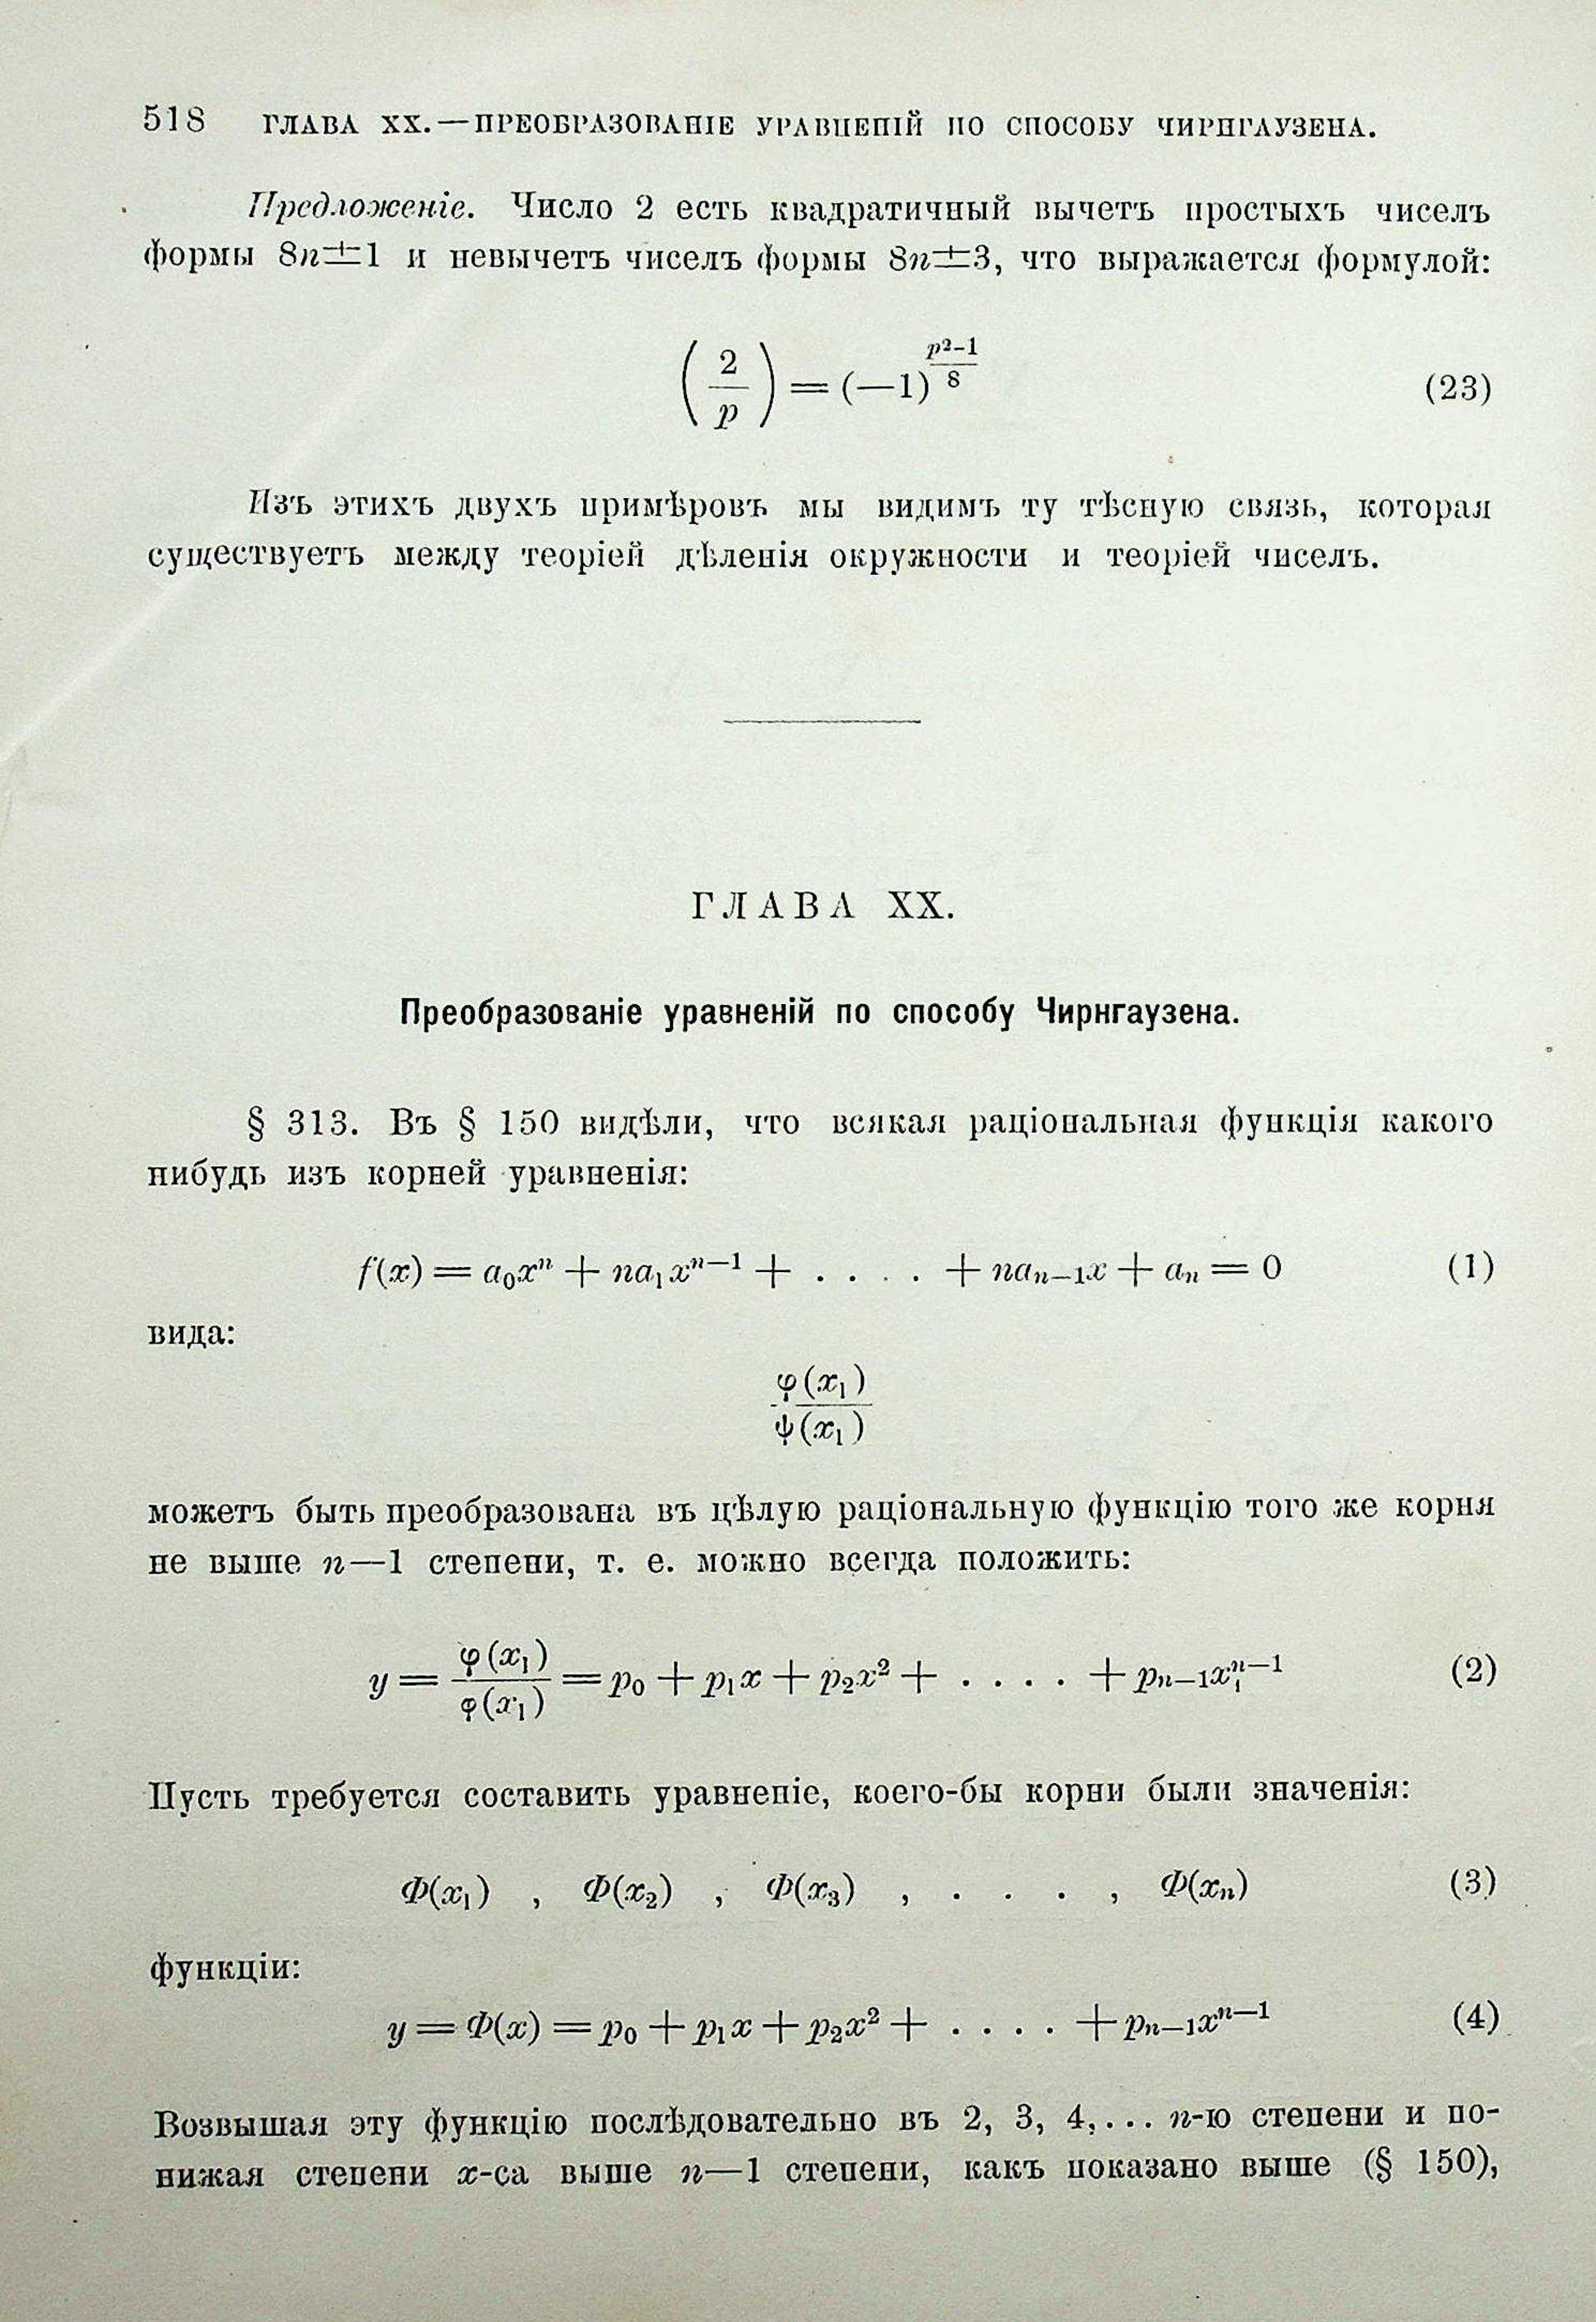 518 ГЛАВА XX. — ПРЕОБРАЗОВАНІЕ УРАВНЕНІЙ ПО СПОСОБУ ЧИРНГАУЗЕНА.
Предложеніе. Число 2 есть квадратичный вычетъ простыхъ чиселъ
формы 8n±1 и невычетъ чиселъ формы 8n±3, что выражается формулой:
(2/p) = (—1)^((p²-1)/8) (23)
Изъ этихъ двухъ примѣровъ мы видимъ ту тѣсную связь, которая
существуетъ между теоріей дѣленія окружности и теоріей чиселъ.
ГЛАВА XX.
Преобразованіе уравненій по способу Чирнгаузена.
§ 313. Въ § 150 видѣли, что всякая раціональная функція какого
нибудь изъ корней уравненія:
f(x) = a₀xⁿ + na₁xⁿ⁻¹ + . . . . + naₙ₋₁x + aₙ = 0 (1)
вида:
φ(x₁)
ψ(x₁)
можетъ быть преобразована въ цѣлую раціональную функцію того же корня
не выше n—1 степени, т. е. можно всегда положить:
y = φ(x₁)/φ(x₁) = p₀ + p₁x + p₂x² + . . . . + pₙ₋₁x₁ⁿ⁻¹ (2)
Пусть требуется составить уравненіе, коего-бы корни были значенія:
Φ(x₁) , Φ(x₂) , Φ(x₃) , . . . , Φ(xₙ) (3)
функціи:
y = Φ(x) = p₀ + p₁x + p₂x² + . . . . + pₙ₋₁xⁿ⁻¹ (4)
Возвышая эту функцію послѣдовательно въ 2, 3, 4,... n-ю степени и по-
нижая степени x-са выше n—1 степени, какъ показано выше (§ 150),